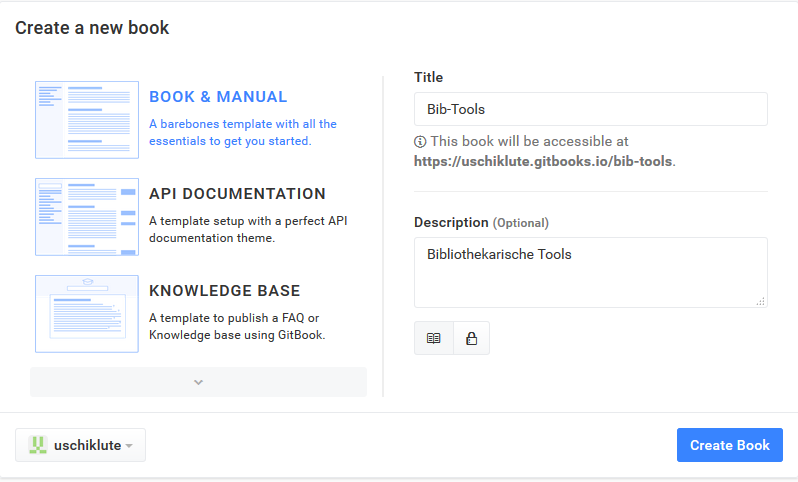 Create a new book
BOOK & MANUAL
A barebones template with all the
essentials to get you started.
API DOCUMENTATION
A template setup with a perfect API
documentation theme.
KNOWLEDGE BASE
A template to publish a FAQ or
Knowledge base using GitBook.
Title
Bib-Tools
This book will be accessible at
https://uschiklute.gitbooks.io/bib-tools.
Description (Optional)
Bibliothekarische Tools
uschiklute
Create Book